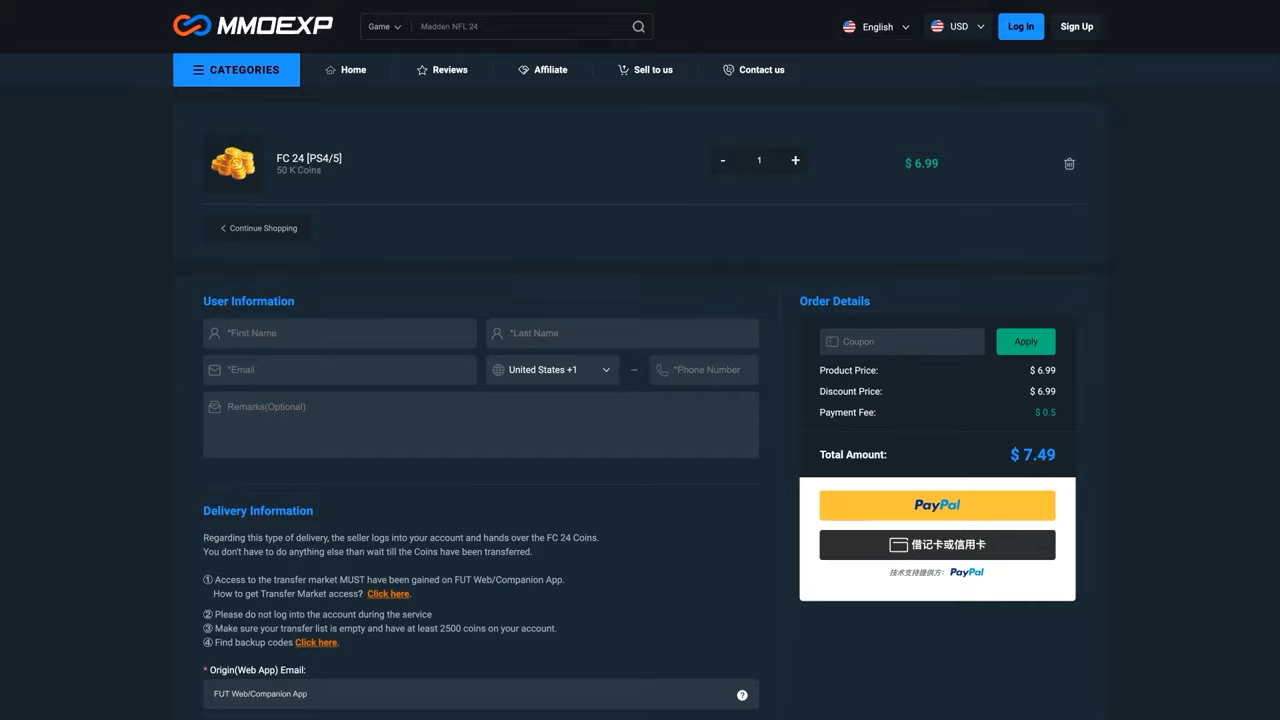 MMOEXP
Game
Madden NFL 24
English
USD
Log In
Sign Up
CATEGORIES
Home
Reviews
Affiliate
Sell to us
Contact us
FC 24 [PS4/5]
50 K Coins
- 1 +
$ 6.99
Continue Shopping
User Information
*First Name
*Last Name
*Email
United States +1
*Phone Number
Remarks(Optional)
Order Details
Coupon
Apply
Product Price: $ 6.99
Discount Price: $ 6.99
Payment Fee: $ 0.5
Total Amount: $ 7.49
PayPal
借记卡或信用卡
技术支持提供方: PayPal
Delivery Information
Regarding this type of delivery, the seller logs into your account and hands over the FC 24 Coins.
You don't have to do anything else than wait till the Coins have been transferred.
① Access to the transfer market MUST have been gained on FUT Web/Companion App.
How to get Transfer Market access? Click here.
② Please do not log into the account during the service
③ Make sure your transfer list is empty and have at least 2500 coins on your account.
④ Find backup codes Click here.
* Origin(Web App) Email:
FUT Web/Companion App
?